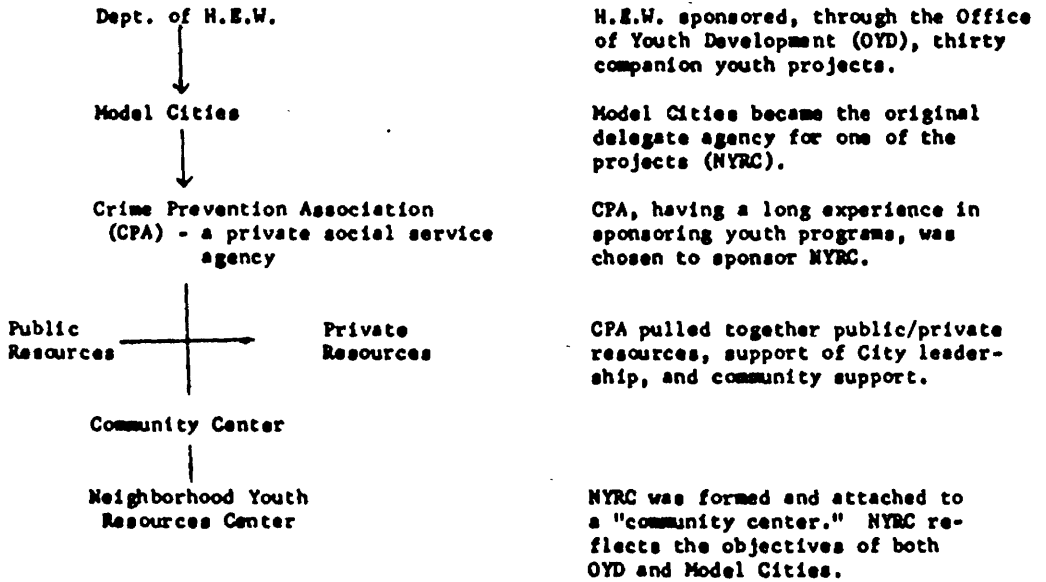 Dept. of H.E.W.
H.E.W. sponsored, through the Office
of Youth Development (OYD), thirty
companion youth projects.
Model Cities
Model Cities became the original
delegate agency for one of the
projects (NYRC).
Crime Prevention Association
(CPA) - a private social service
agency
CPA, having a long experience in
sponsoring youth programs, was
chosen to sponsor NYRC.
Public
Resources
Private
Resources
CPA pulled together public/private
resources, support of City leader-
ship, and community support.
Community Center
Neighborhood Youth
Resources Center
NYRC was formed and attached to
a "community center." NYRC re-
flects the objectives of both
OYD and Model Cities.